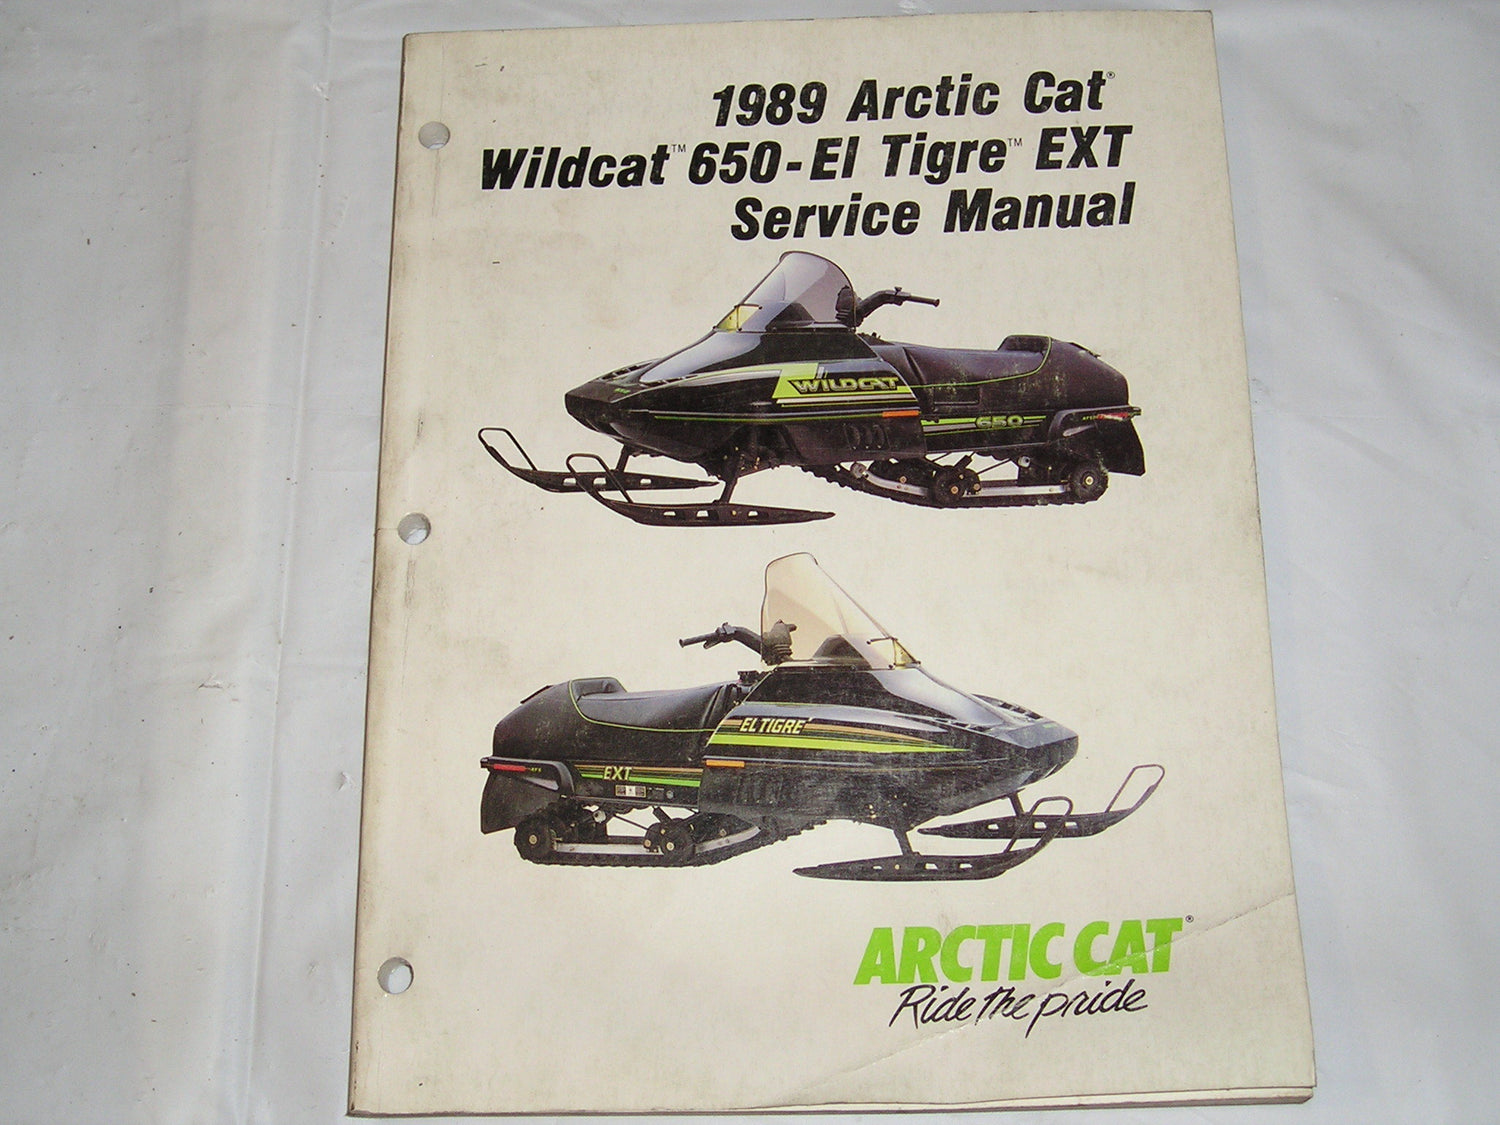 1989 Arctic Cat®
Wildcat™ 650 - El Tigre™ EXT
Service Manual
WILDCAT
650
EL TIGRE
EXT
ARCTIC CAT®
Ride the pride